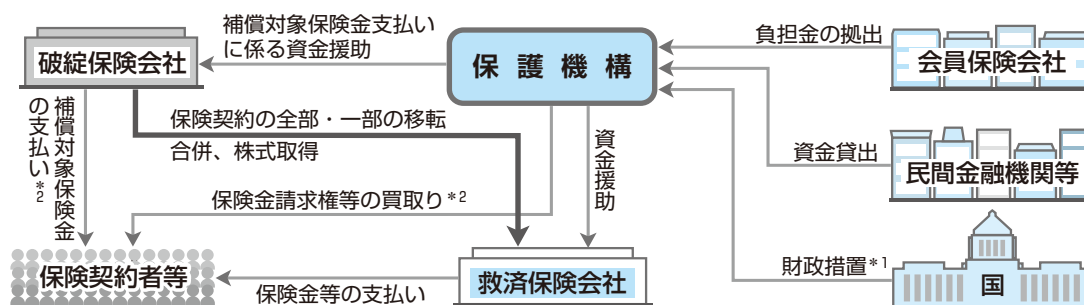 補償対象保険金支払い
に係る資金援助
負担金の拠出
破綻保険会社
保護機構
会員保険会社
補償対象保険金
の支払い*2
保険契約の全部・一部の移転
合併、株式取得
資金援助
資金貸出
民間金融機関等
保険金請求権等の買取り*2
保険契約者等
保険金等の支払い
救済保険会社
財政措置*1
国